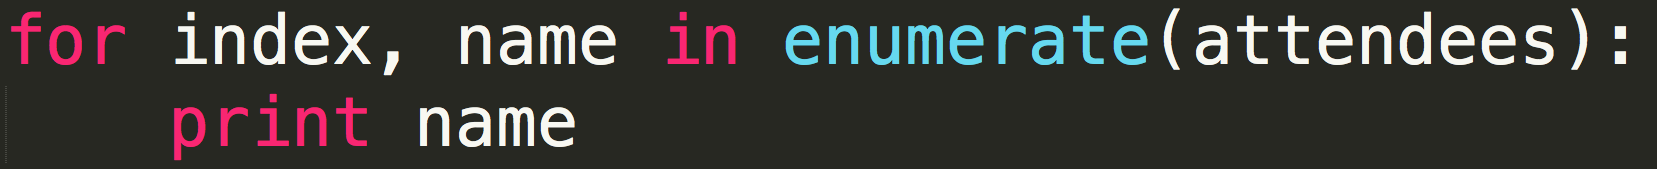 for index, name in enumerate(attendees):
    print name